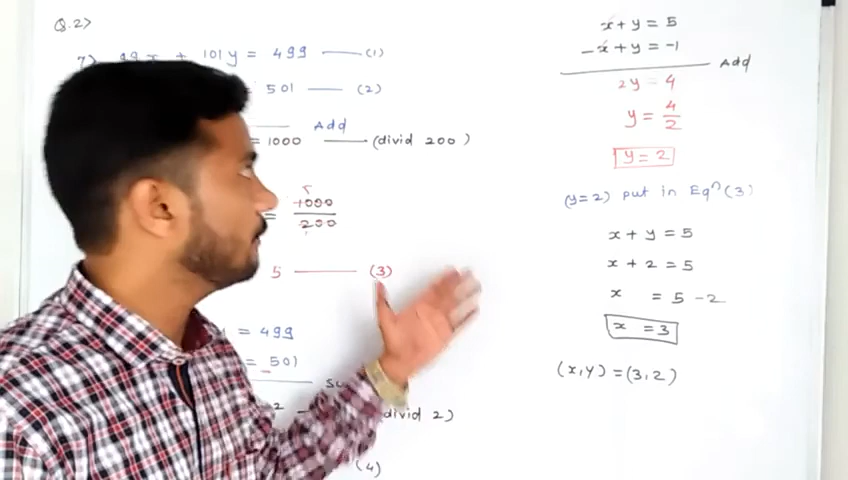 Q.2>
7) 99x + 101y = 499 —— (1)
501 —— (2)
Add
= 1000 —— (divid 200)
= 1000
200
5 —— (3)
= 499
= 501
2
divid 2)
(4)
x + y = 5
-x + y = -1
Add
2y = 4
y = 4/2
y = 2
(y=2) put in Eqⁿ (3)
x + y = 5
x + 2 = 5
x = 5 - 2
x = 3
(x,y) = (3,2)